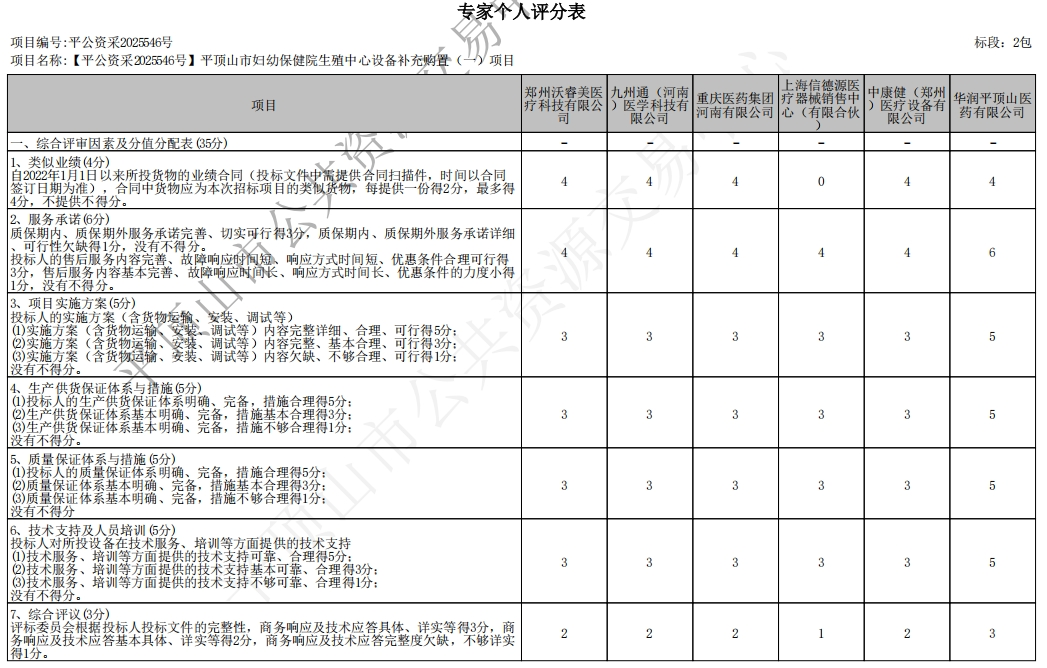 专家个人评分表
项目编号:平公资采2025546号
标段: 2包
项目名称:【平公资采2025546号】平顶山市妇幼保健院生殖中心设备补充购置（一）项目
项目
郑州沃睿美医
疗科技有限公
司
九州通（河南
）医学科技有
限公司
重庆医药集团
河南有限公司
上海信德源医
疗器械销售中
心（有限合伙
）
中康健（郑州
）医疗设备有
限公司
华润平顶山医
药有限公司
一、综合评审因素及分值分配表(35分)
- - - - - -
1、类似业绩(4分)
自2022年1月1日以来所投货物的业绩合同（投标文件中需提供合同扫描件，时间以合同
签订日期为准），合同中货物应为本次招标项目的类似货物，每提供一份得2分，最多得
4分，不提供不得分。
4 4 4 0 4 4
2、服务承诺(6分)
质保期内、质保期外服务承诺完善、切实可行得3分，质保期内、质保期外服务承诺详细
、可行性欠缺得1分，没有不得分。
投标人的售后服务内容完善、故障响应时间短、响应方式时间短、优惠条件合理可行得
3分，售后服务内容基本完善、故障响应时间长、响应方式时间长、优惠条件的力度小得
1分，没有不得分。
4 4 4 4 4 6
3、项目实施方案(5分)
投标人的实施方案（含货物运输、安装、调试等）
(1)实施方案（含货物运输、安装、调试等）内容完整详细、合理、可行得5分；
(2)实施方案（含货物运输、安装、调试等）内容完整、基本合理、可行得3分；
(3)实施方案（含货物运输、安装、调试等）内容欠缺、不够合理、可行得1分；
没有不得分。
3 3 3 3 3 5
4、生产供货保证体系与措施(5分)
(1)投标人的生产供货保证体系明确、完备，措施合理得5分；
(2)生产供货保证体系基本明确、完备，措施基本合理得3分；
(3)生产供货保证体系基本明确、完备，措施不够合理得1分；
没有不得分。
3 3 3 3 3 5
5、质量保证体系与措施(5分)
(1)投标人的质量保证体系明确、完备，措施合理得5分；
(2)质量保证体系基本明确、完备，措施基本合理得3分；
(3)质量保证体系基本明确、完备，措施不够合理得1分；
没有不得分
3 3 3 3 3 5
6、技术支持及人员培训(5分)
投标人对所投设备在技术服务、培训等方面提供的技术支持
(1)技术服务、培训等方面提供的技术支持可靠、合理得5分；
(2)技术服务、培训等方面提供的技术支持基本可靠、合理得3分；
(3)技术服务、培训等方面提供的技术支持不够可靠、合理得1分；
没有不得分。
3 3 3 3 3 5
7、综合评议(3分)
评标委员会根据投标人投标文件的完整性，商务响应及技术应答具体、详实等得3分，商
务响应及技术应答基本具体、详实等得2分，商务响应及技术应答完整度欠缺，不够详实
得1分。
2 2 2 1 2 3
平顶山市公共资源交易中
平顶山市公共资源交易中心